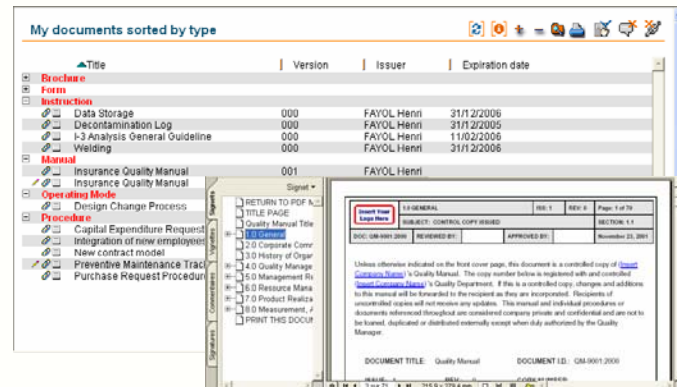 My documents sorted by type
Title Version Issuer Expiration date
Brochure
Form
Instruction
Data Storage 000 FAYOL Henri 31/12/2006
Decontamination Log 000 FAYOL Henri 31/12/2005
I-3 Analysis General Guideline 000 FAYOL Henri 11/02/2006
Welding 000 FAYOL Henri 31/12/2006
Manual
Insurance Quality Manual 001 FAYOL Henri
Insurance Quality Manual
Operating Mode
Design Change Process
Procedure
Capital Expenditure Request
Integration of new employees
New contract model
Preventive Maintenance Trac
Purchase Request Procedur
Signets
Vignettes
Commentaires
Signatures
Signet
RETURN TO PDF M
TITLE PAGE
Quality Manual Title
1.0 General
2.0 Corporate Comr
3.0 History of Organ
4.0 Quality Manage
5.0 Management R
6.0 Resource Mana
7.0 Product Realiza
8.0 Measurement, A
PRINT THIS DOCUM
Insert Your Logo Here
1.0 GENERAL ISS: 1 REV: 0 Page: 1 of 70
SUBJECT: CONTROL COPY ISSUED SECTION: 1.1
DOC: QM-9001:2000 REVIEWED BY: APPROVED BY: November 23, 2001
Unless otherwise indicated on the front cover page, this document is a controlled copy of (Insert
Company Name)'s Quality Manual. The copy number below is registered with and controlled
(Insert Company Name)'s Quality Department. If this is a controlled copy, changes and additions
to this manual will be forwarded to the recipient as they are incorporated. Recipients of
uncontrolled copies will not receive any updates. This manual and individual procedures or
documents referenced throughout are considered company private and confidential and are not to
be loaned, duplicated or distributed externally except when duly authorized by the Quality
Manager.
DOCUMENT TITLE: Quality Manual DOCUMENT I.D.: QM-9001:2000